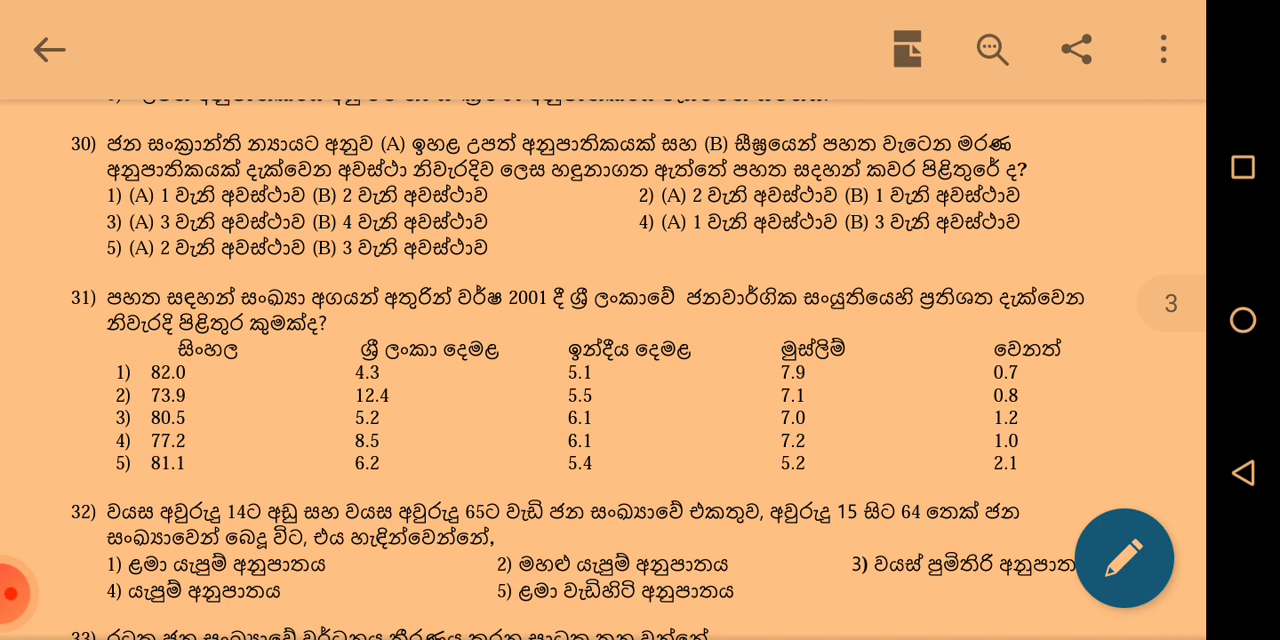 30) ජන සංක්‍රාන්ති න්‍යායට අනුව (A) ඉහළ උපත් අනුපාතිකයක් සහ (B) සීඝ්‍රයෙන් පහත වැටෙන මරණ
අනුපාතිකයක් දැක්වෙන අවස්ථා නිවැරදිව ලෙස හඳුනාගත ඇත්තේ පහත සදහන් කවර පිළිතුරේ ද?
1) (A) 1 වැනි අවස්ථාව (B) 2 වැනි අවස්ථාව 2) (A) 2 වැනි අවස්ථාව (B) 1 වැනි අවස්ථාව
3) (A) 3 වැනි අවස්ථාව (B) 4 වැනි අවස්ථාව 4) (A) 1 වැනි අවස්ථාව (B) 3 වැනි අවස්ථාව
5) (A) 2 වැනි අවස්ථාව (B) 3 වැනි අවස්ථාව
31) පහත සඳහන් සංඛ්‍යා අගයන් අතුරින් වර්ෂ 2001 දී ශ්‍රී ලංකාවේ ජනවාර්ගික සංයුතියෙහි ප්‍රතිශත දැක්වෙන
3
නිවැරදි පිළිතුර කුමක්ද?
සිංහල ශ්‍රී ලංකා දෙමළ ඉන්දීය දෙමළ මුස්ලිම් වෙනත්
1) 82.0 4.3 5.1 7.9 0.7
2) 73.9 12.4 5.5 7.1 0.8
3) 80.5 5.2 6.1 7.0 1.2
4) 77.2 8.5 6.1 7.2 1.0
5) 81.1 6.2 5.4 5.2 2.1
32) වයස අවුරුදු 14ට අඩු සහ වයස අවුරුදු 65ට වැඩි ජන සංඛ්‍යාවේ එකතුව, අවුරුදු 15 සිට 64 තෙක් ජන
සංඛ්‍යාවෙන් බෙදූ විට, එය හැඳින්වෙන්නේ,
1) ළමා යැපුම් අනුපාතය 2) මහළු යැපුම් අනුපාතය 3) වයස් පුමිතිරි
4) යැපුම් අනුපාතය 5) ළමා වැඩිහිටි අනුපාතය